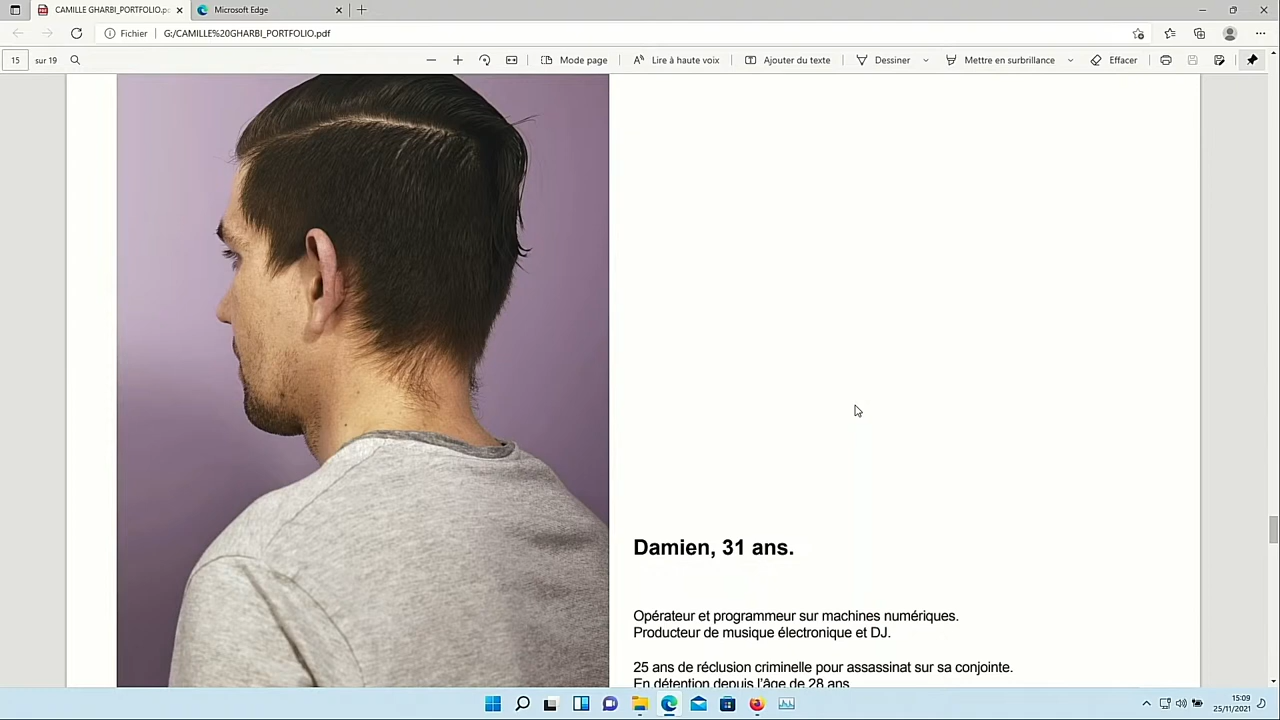 CAMILLE GHARBI_PORTFOLIO.p
Microsoft Edge
Fichier
G:/CAMILLE%20GHARBI_PORTFOLIO.pdf
15 sur 19
Mode page
Lire à haute voix
Ajouter du texte
Dessiner
Mettre en surbrillance
Effacer
Damien, 31 ans.
Opérateur et programmeur sur machines numériques.
Producteur de musique électronique et DJ.
25 ans de réclusion criminelle pour assassinat sur sa conjointe.
En détention depuis l'âge de 28 ans
15:09
25/11/2021